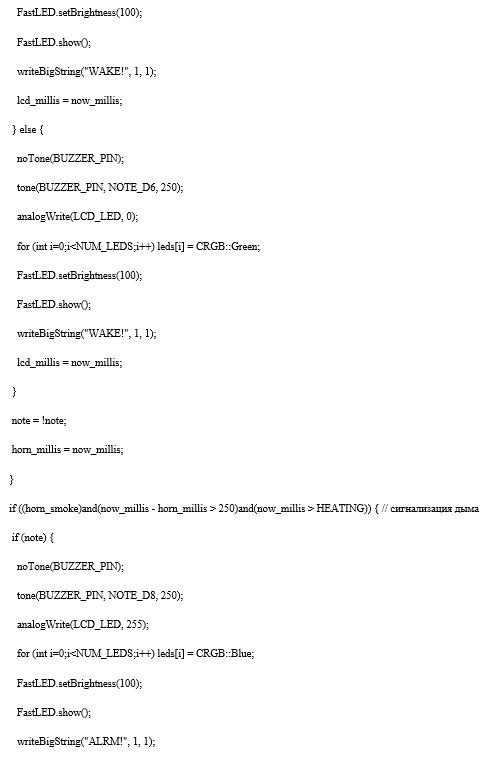 FastLED.setBrightness(100);
FastLED.show();
writeBigString("WAKE!", 1, 1);
lcd_millis = now_millis;
} else {
noTone(BUZZER_PIN);
tone(BUZZER_PIN, NOTE_D6, 250);
analogWrite(LCD_LED, 0);
for (int i=0;i<NUM_LEDS;i++) leds[i] = CRGB::Green;
FastLED.setBrightness(100);
FastLED.show();
writeBigString("WAKE!", 1, 1);
lcd_millis = now_millis;
}
note = !note;
horn_millis = now_millis;
}
if ((horn_smoke)and(now_millis - horn_millis > 250)and(now_millis > HEATING)) { // сигнализация дыма
if (note) {
noTone(BUZZER_PIN);
tone(BUZZER_PIN, NOTE_D8, 250);
analogWrite(LCD_LED, 255);
for (int i=0;i<NUM_LEDS;i++) leds[i] = CRGB::Blue;
FastLED.setBrightness(100);
FastLED.show();
writeBigString("ALRM!", 1, 1);